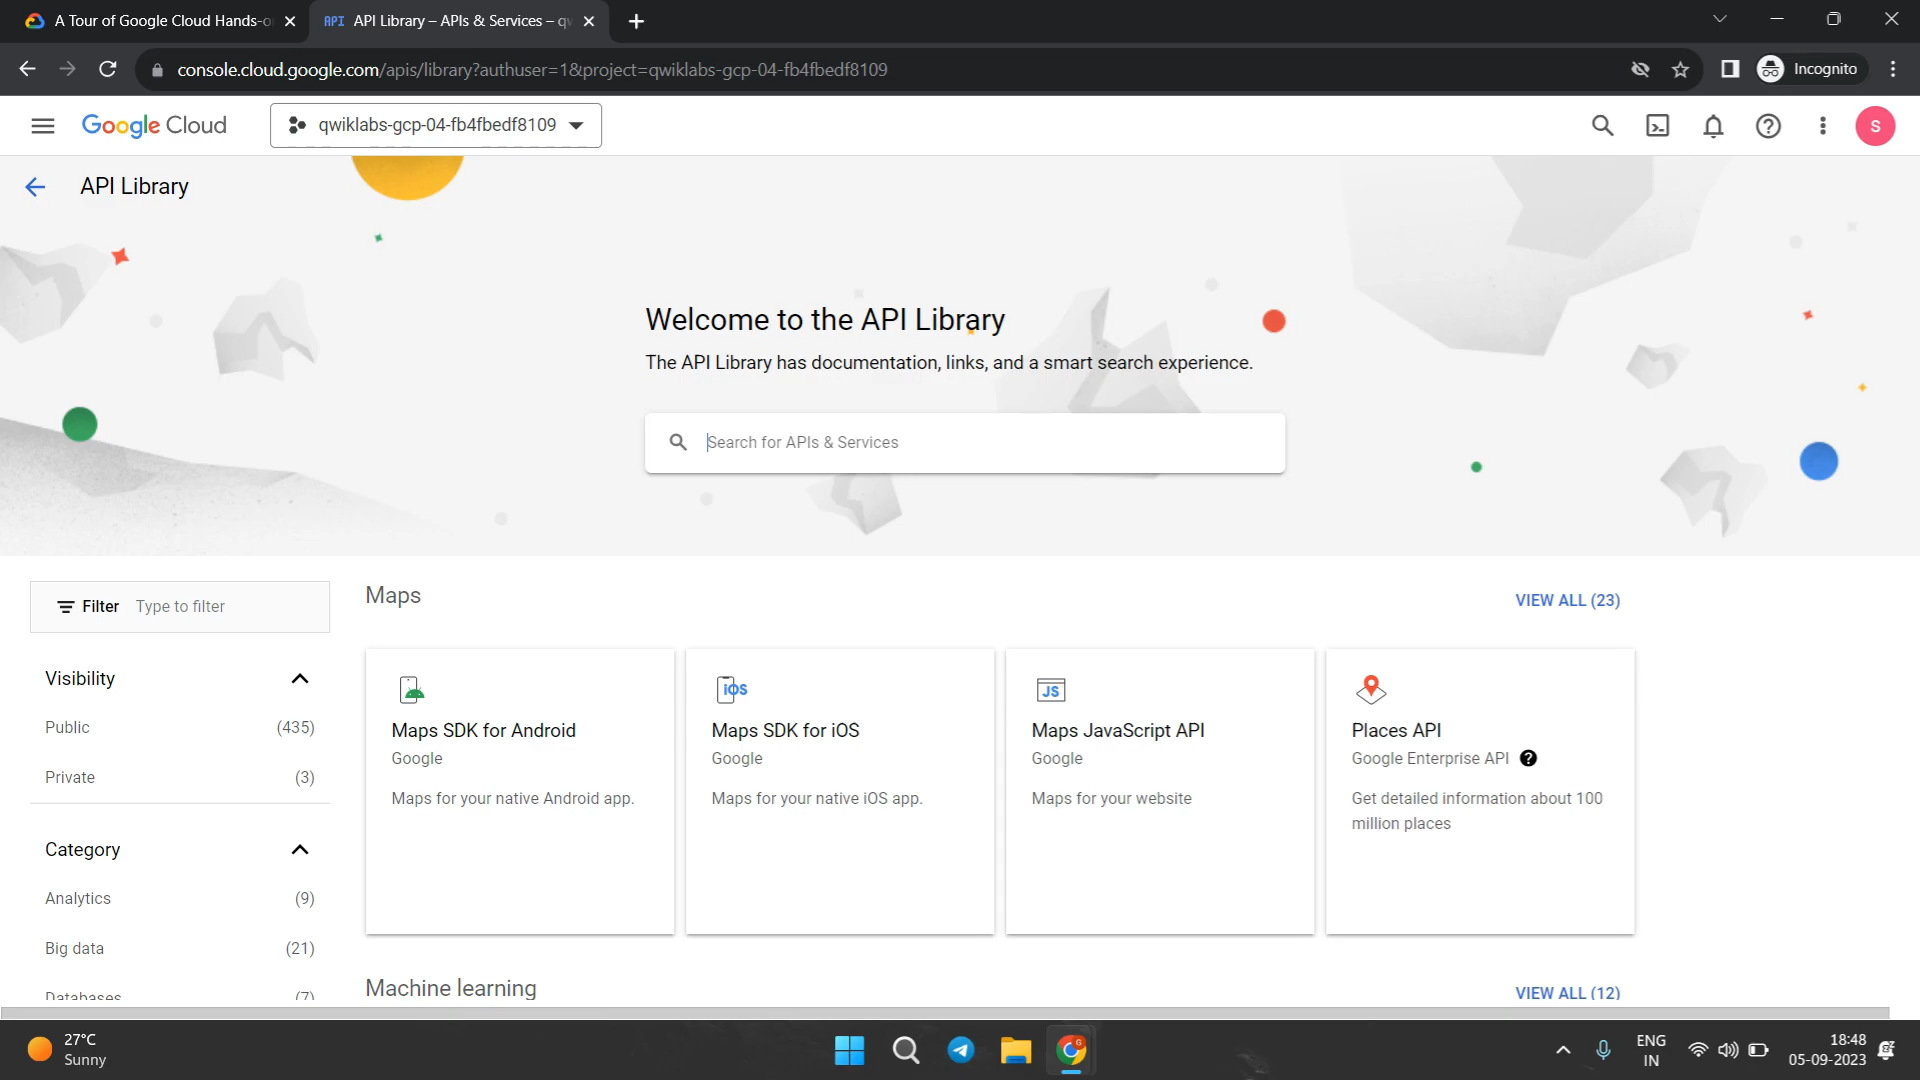 A Tour of Google Cloud Hands-o
API API Library – APIs & Services – qw
console.cloud.google.com/apis/library?authuser=1&project=qwiklabs-gcp-04-fb4fbedf8109
Incognito
Google Cloud
qwiklabs-gcp-04-fb4fbedf8109
S
API Library
Welcome to the API Library
The API Library has documentation, links, and a smart search experience.
Search for APIs & Services
Filter Type to filter
Maps
VIEW ALL (23)
Visibility
Public (435)
Private (3)
Category
Analytics (9)
Big data (21)
Databases (7)
iOS
JS
Maps SDK for Android
Google
Maps for your native Android app.
Maps SDK for iOS
Google
Maps for your native iOS app.
Maps JavaScript API
Google
Maps for your website
Places API
Google Enterprise API
Get detailed information about 100
million places
Machine learning
VIEW ALL (12)
27°C
Sunny
G
ENG
IN
18:48
05-09-2023